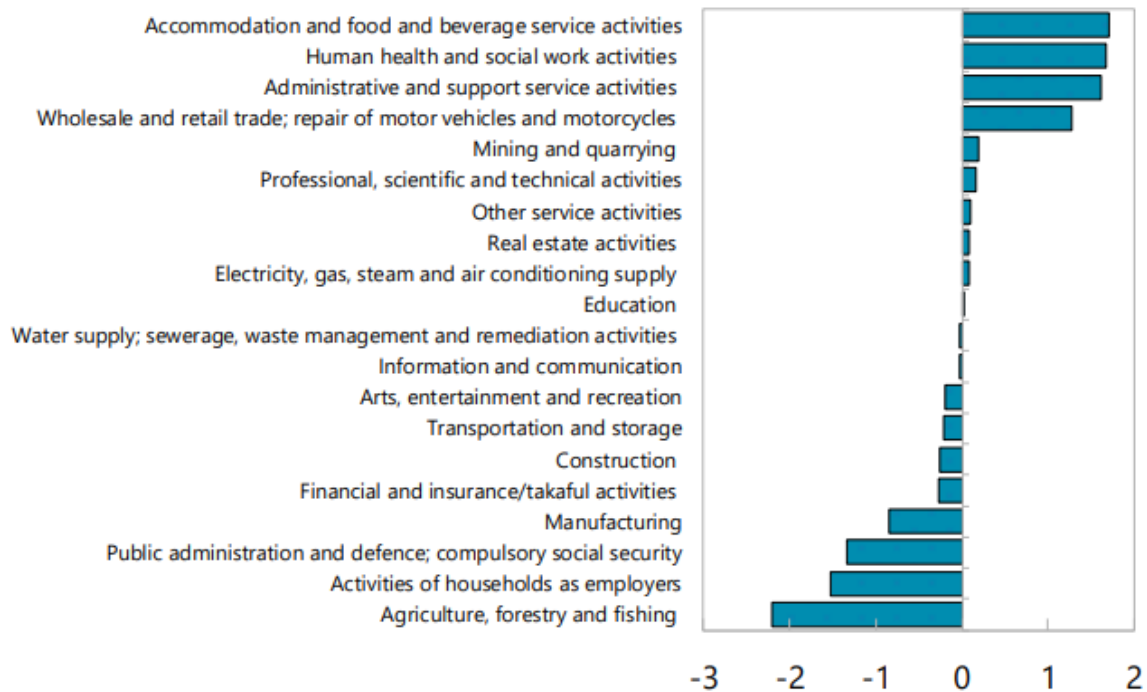 Accommodation and food and beverage service activities
Human health and social work activities
Administrative and support service activities
Wholesale and retail trade; repair of motor vehicles and motorcycles
Mining and quarrying
Professional, scientific and technical activities
Other service activities
Real estate activities
Electricity, gas, steam and air conditioning supply
Education
Water supply; sewerage, waste management and remediation activities
Information and communication
Arts, entertainment and recreation
Transportation and storage
Construction
Financial and insurance/takaful activities
Manufacturing
Public administration and defence; compulsory social security
Activities of households as employers
Agriculture, forestry and fishing
-3 -2 -1 0 1 2